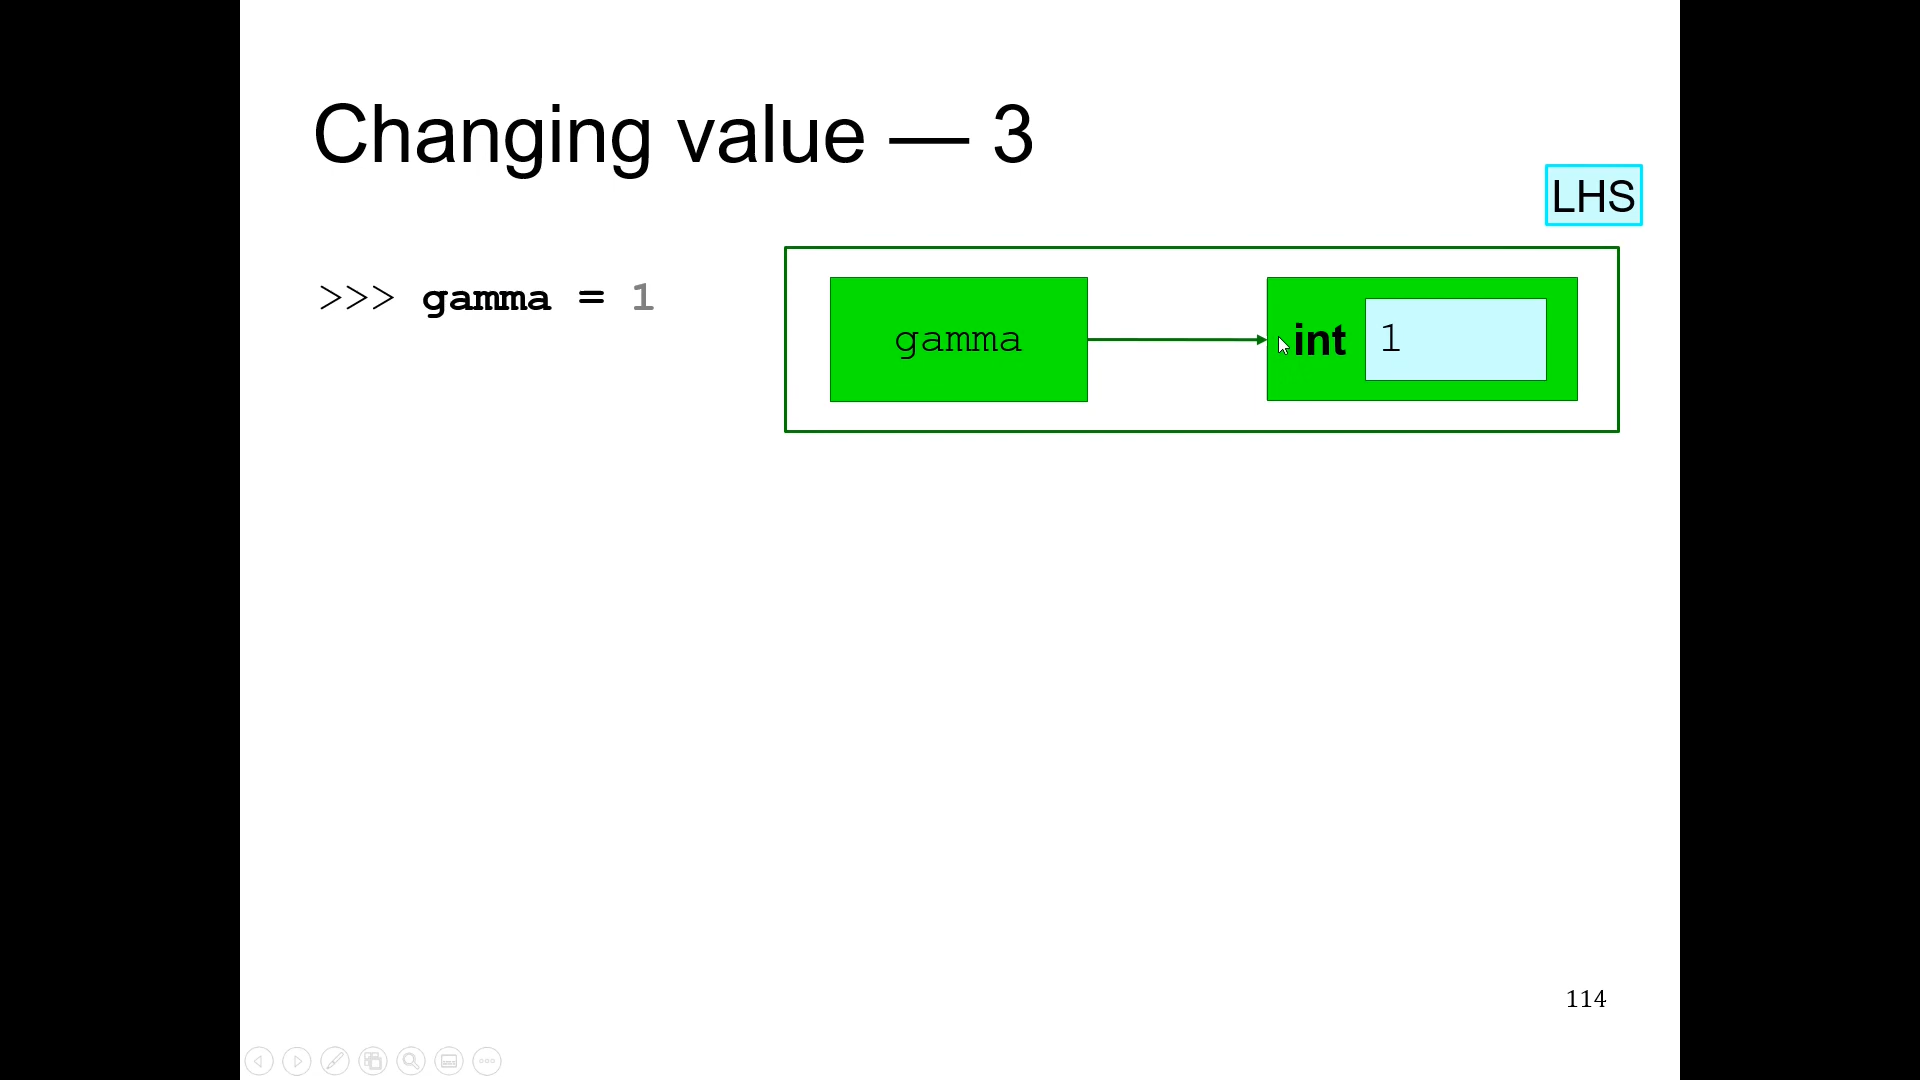 Changing value — 3
LHS
>>> gamma = 1
gamma
int 1
114